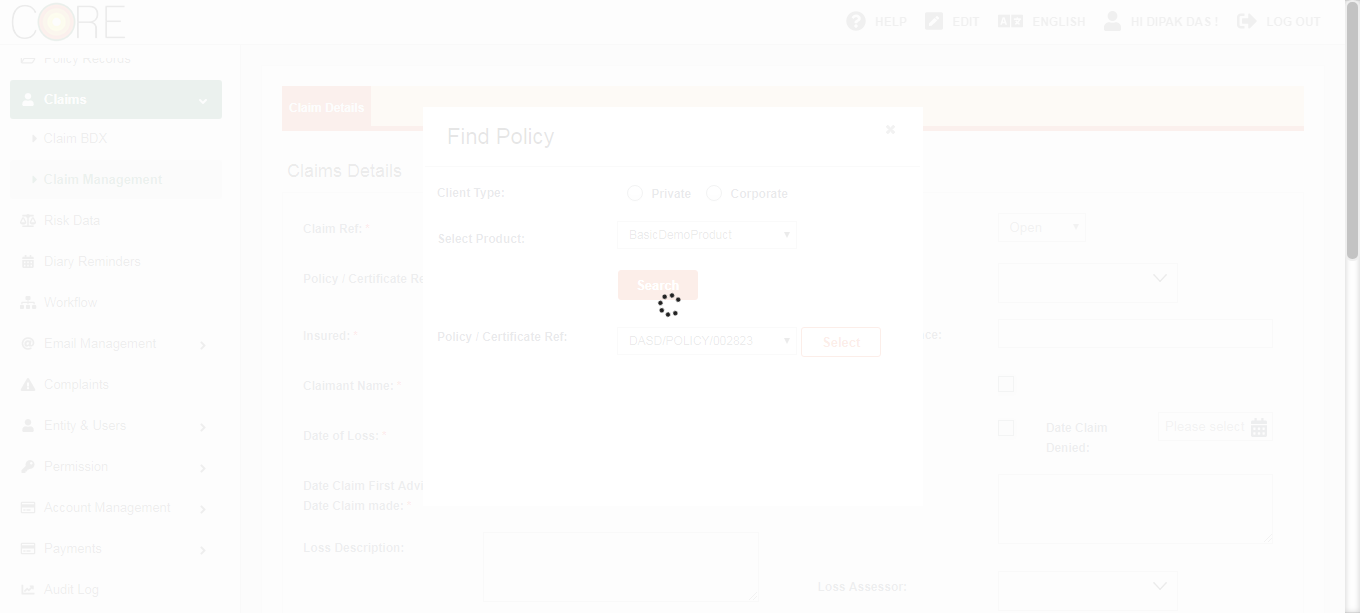 CORE
HELP
EDIT
ENGLISH
HI DIPAK DAS !
LOG OUT
Policy Records
Claims
Claim BDX
Claim Management
Risk Data
Diary Reminders
Workflow
Email Management
Complaints
Entity & Users
Permission
Account Management
Payments
Audit Log
Claim Details
Claims Details
Claim Ref: *
Open
Policy / Certificate Re
Insured: *
ce:
Claimant Name: *
Date of Loss: *
Date Claim
Denied:
Please select
Date Claim First Advi
Date Claim made: *
Loss Description:
Loss Assessor:
Find Policy
×
Client Type:
Private
Corporate
Select Product:
BasicDemoProduct
Search
Policy / Certificate Ref:
DASD/POLICY/002823
Select